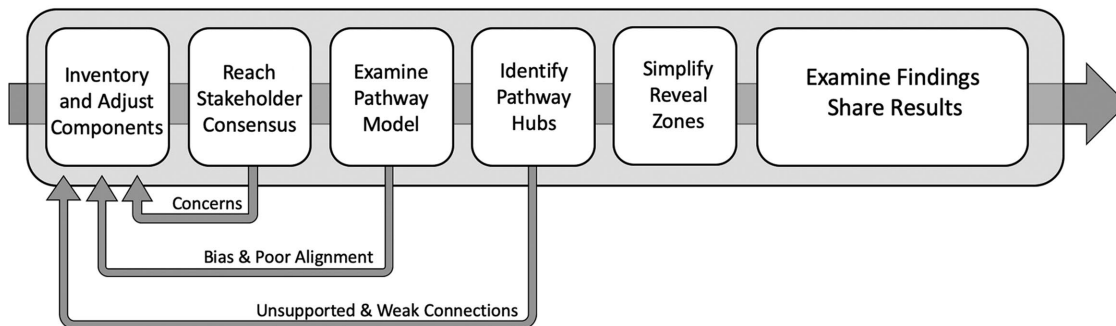 Inventory
and Adjust
Components
Reach
Stakeholder
Consensus
Examine
Pathway
Model
Identify
Pathway
Hubs
Simplify
Reveal
Zones
Examine Findings
Share Results
Concerns
Bias & Poor Alignment
Unsupported & Weak Connections